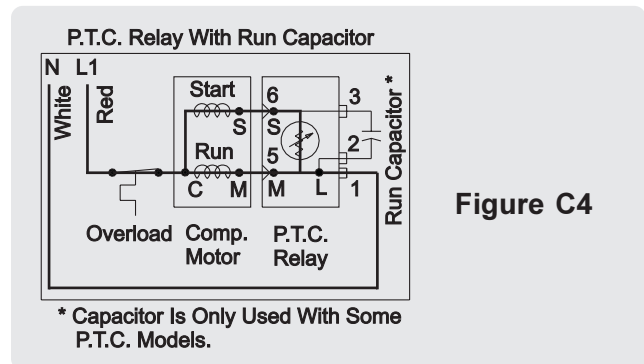 P.T.C. Relay With Run Capacitor
N L1
White
Red
Start
S
Run
C M
6
S
5
M
L
3
2
1
Run Capacitor *
Overload
Comp.
Motor
P.T.C.
Relay
* Capacitor Is Only Used With Some
P.T.C. Models.
Figure C4